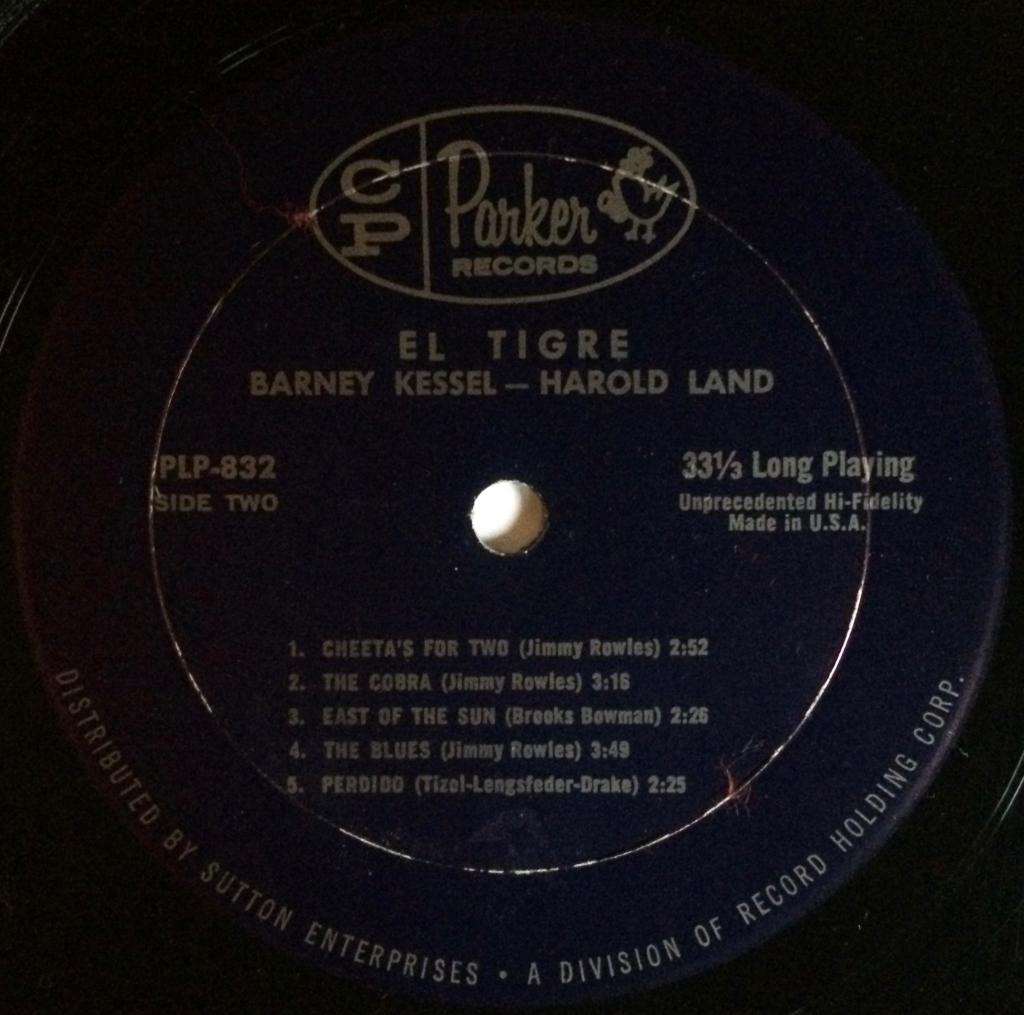 CP
Parker
RECORDS
EL TIGRE
BARNEY KESSEL — HAROLD LAND
PLP-832
SIDE TWO
33⅓ Long Playing
Unprecedented Hi-Fidelity
Made in U.S.A.
1. CHEETA'S FOR TWO (Jimmy Rowles) 2:52
2. THE COBRA (Jimmy Rowles) 3:16
3. EAST OF THE SUN (Brooks Bowman) 2:26
4. THE BLUES (Jimmy Rowles) 3:49
5. PERDIDO (Tizol-Lengsfeder-Drake) 2:25
DISTRIBUTED BY SUTTON ENTERPRISES • A DIVISION OF RECORD HOLDING CORP.